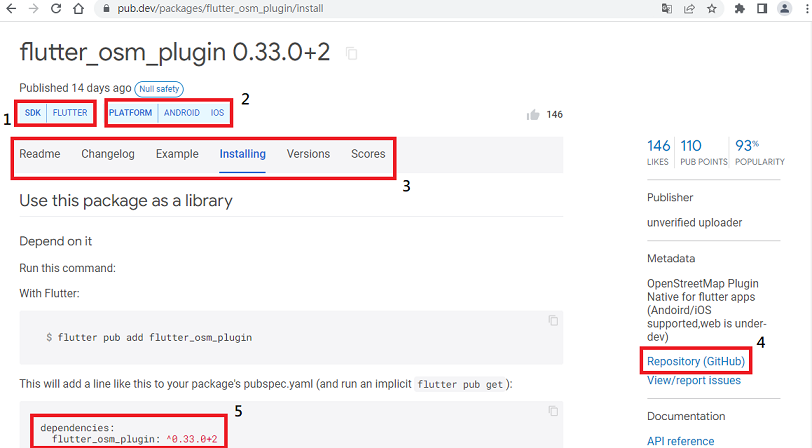 pub.dev/packages/flutter_osm_plugin/install
flutter_osm_plugin 0.33.0+2
Published 14 days ago Null safety
1 SDK FLUTTER PLATFORM ANDROID IOS 2
146
Readme Changelog Example Installing Versions Scores
3
Use this package as a library
Depend on it
Run this command:
With Flutter:
$ flutter pub add flutter_osm_plugin
This will add a line like this to your package's pubspec.yaml (and run an implicit flutter pub get):
5
dependencies:
flutter_osm_plugin: ^0.33.0+2
146 110 93%
LIKES PUB POINTS POPULARITY
Publisher
unverified uploader
Metadata
OpenStreetMap Plugin
Native for flutter apps
(Andoird/iOS
supported,web is under-
dev)
4
Repository (GitHub)
View/report issues
Documentation
API reference